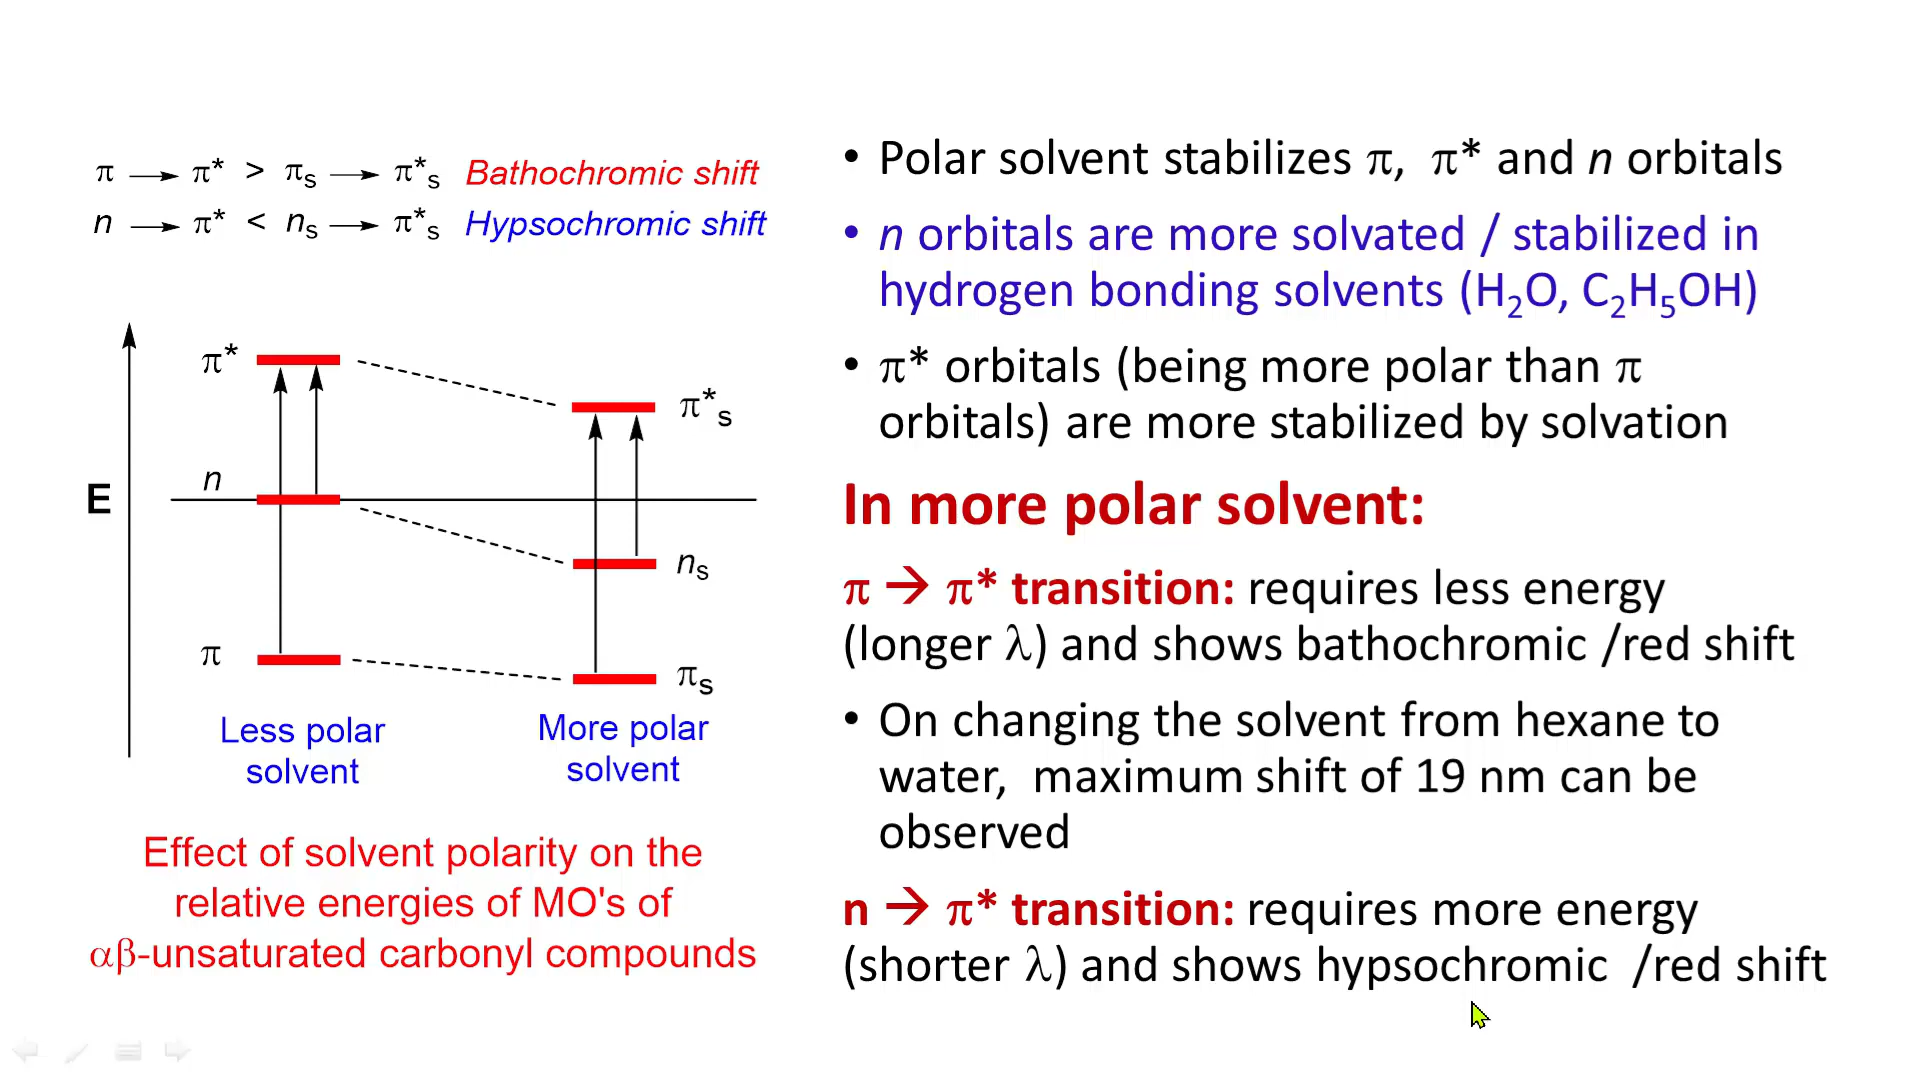 π → π* > πs → π*s Bathochromic shift
n → π* < ns → π*s Hypsochromic shift
π*
π*s
n
E
ns
π
πs
Less polar
solvent
More polar
solvent
Effect of solvent polarity on the
relative energies of MO's of
αβ-unsaturated carbonyl compounds
• Polar solvent stabilizes π, π* and n orbitals
• n orbitals are more solvated / stabilized in
hydrogen bonding solvents (H2O, C2H5OH)
• π* orbitals (being more polar than π
orbitals) are more stabilized by solvation
In more polar solvent:
π → π* transition: requires less energy
(longer λ) and shows bathochromic /red shift
• On changing the solvent from hexane to
water, maximum shift of 19 nm can be
observed
n → π* transition: requires more energy
(shorter λ) and shows hypsochromic /red shift